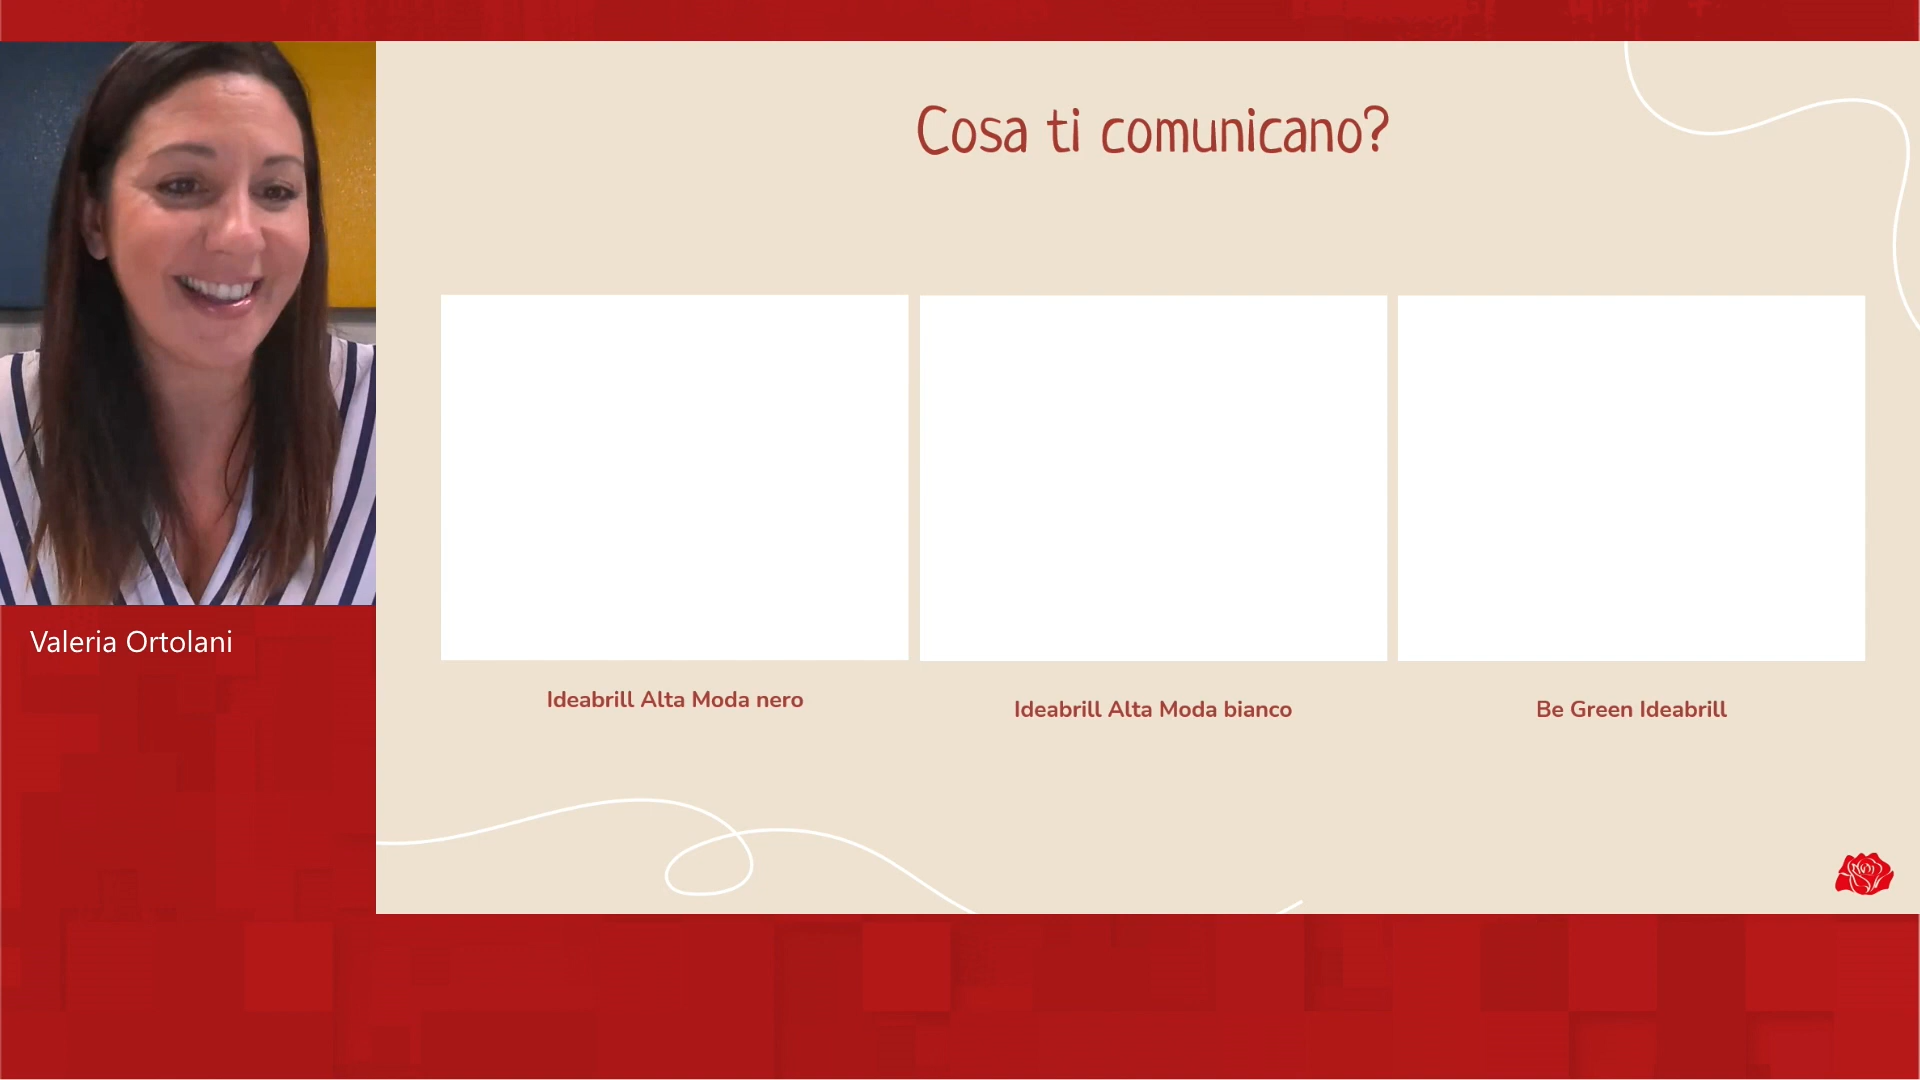 Cosa ti comunicano?
Valeria Ortolani
Ideabrill Alta Moda nero
Ideabrill Alta Moda bianco
Be Green Ideabrill